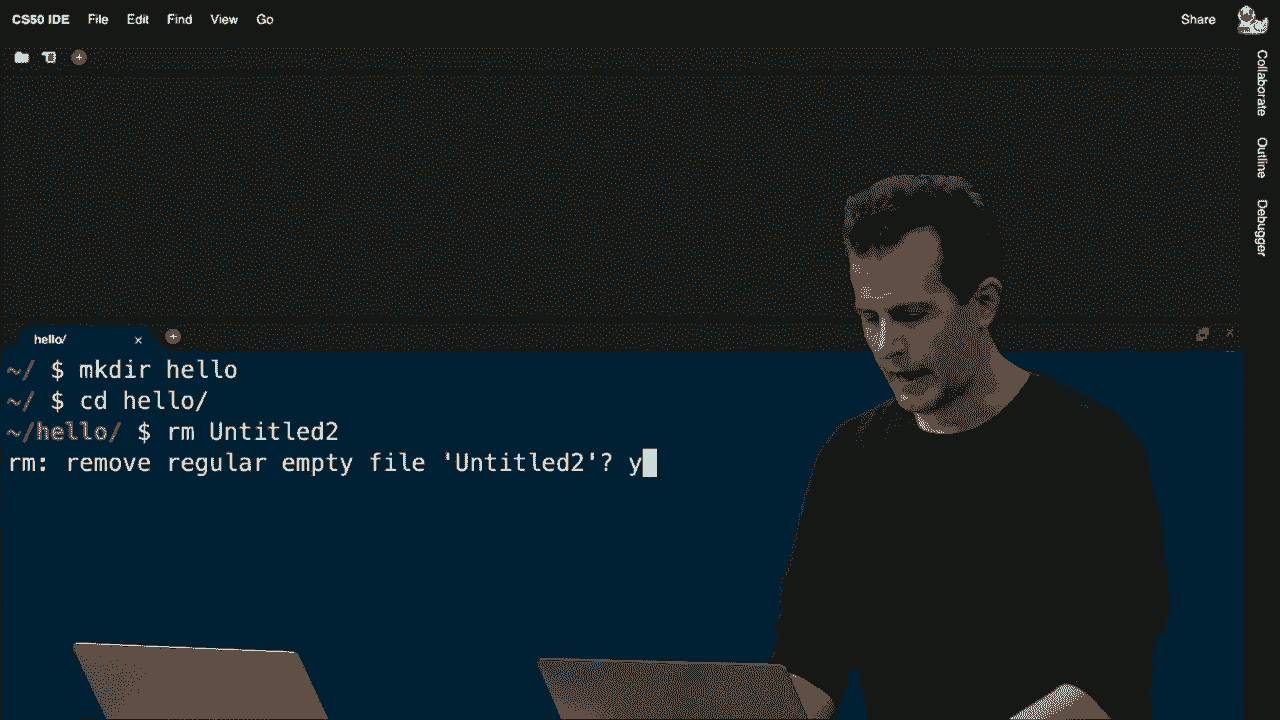 CS50 IDE File Edit Find View Go Share
Collaborate
Outline
Debugger
hello/
~/ $ mkdir hello
~/ $ cd hello/
~/hello/ $ rm Untitled2
rm: remove regular empty file 'Untitled2'? y